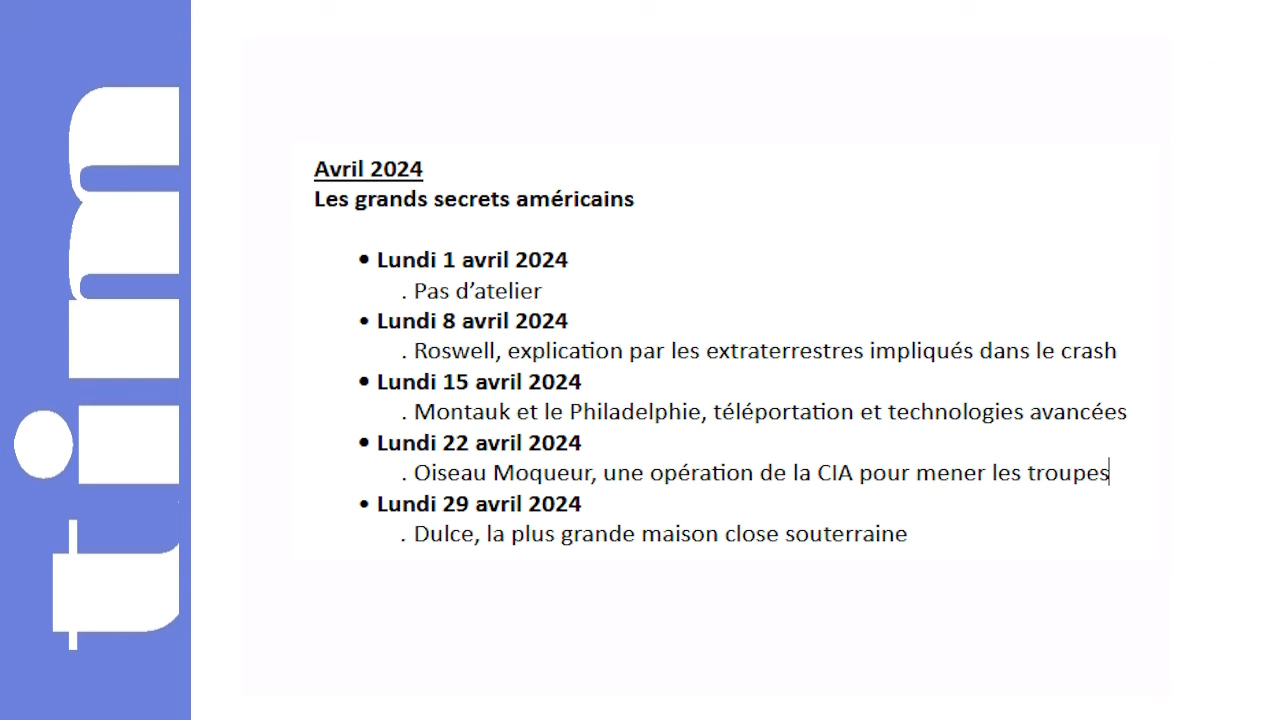 tim
Avril 2024
Les grands secrets américains
• Lundi 1 avril 2024
. Pas d’atelier
• Lundi 8 avril 2024
. Roswell, explication par les extraterrestres impliqués dans le crash
• Lundi 15 avril 2024
. Montauk et le Philadelphie, téléportation et technologies avancées
• Lundi 22 avril 2024
. Oiseau Moqueur, une opération de la CIA pour mener les troupes
• Lundi 29 avril 2024
. Dulce, la plus grande maison close souterraine